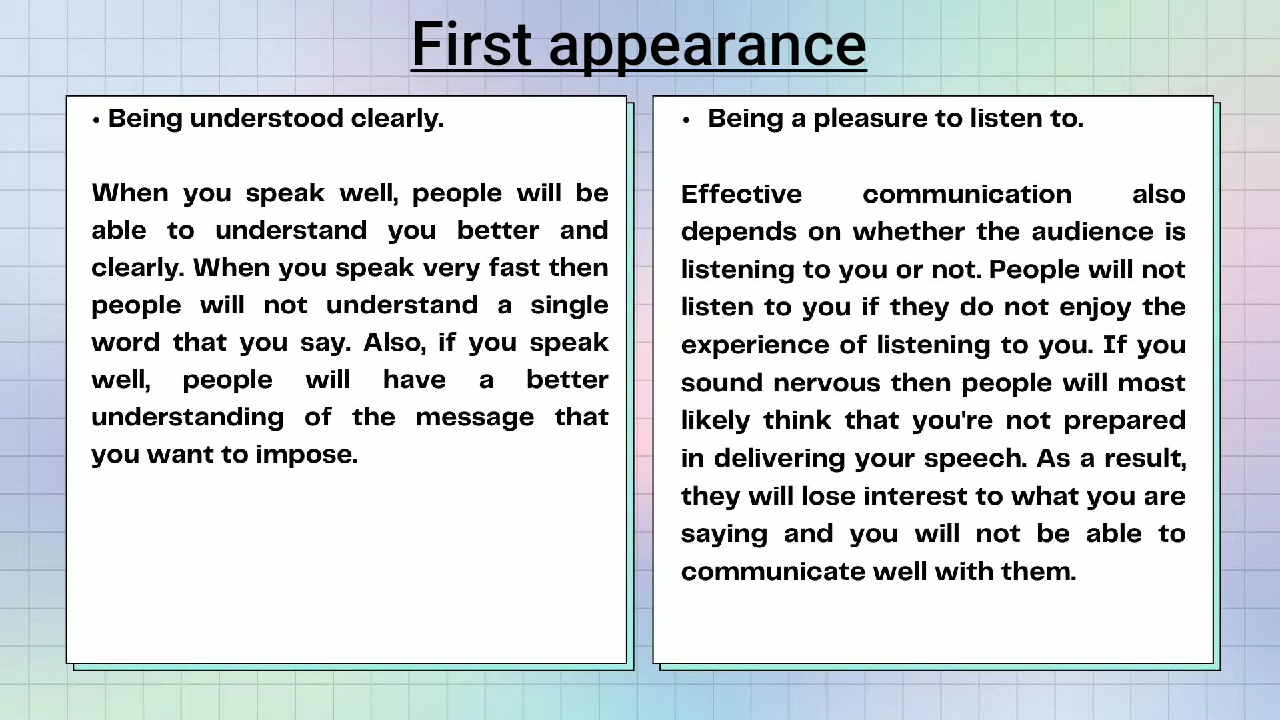 First appearance
• Being understood clearly.
When you speak well, people will be
able to understand you better and
clearly. When you speak very fast then
people will not understand a single
word that you say. Also, if you speak
well, people will have a better
understanding of the message that
you want to impose.
• Being a pleasure to listen to.
Effective communication also
depends on whether the audience is
listening to you or not. People will not
listen to you if they do not enjoy the
experience of listening to you. If you
sound nervous then people will most
likely think that you're not prepared
in delivering your speech. As a result,
they will lose interest to what you are
saying and you will not be able to
communicate well with them.